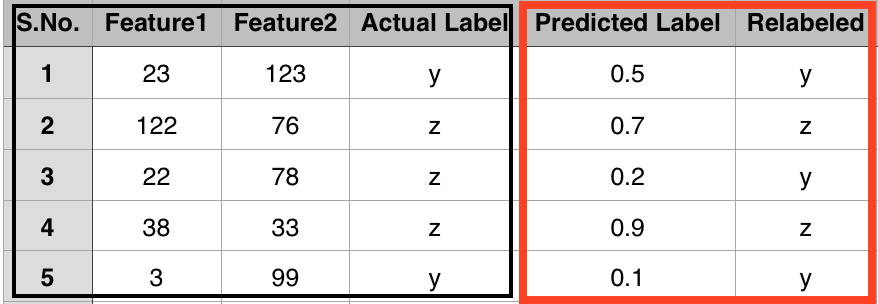 S.No. Feature1 Feature2 Actual Label Predicted Label Relabeled
1 23 123 y 0.5 y
2 122 76 z 0.7 z
3 22 78 z 0.2 y
4 38 33 z 0.9 z
5 3 99 y 0.1 y